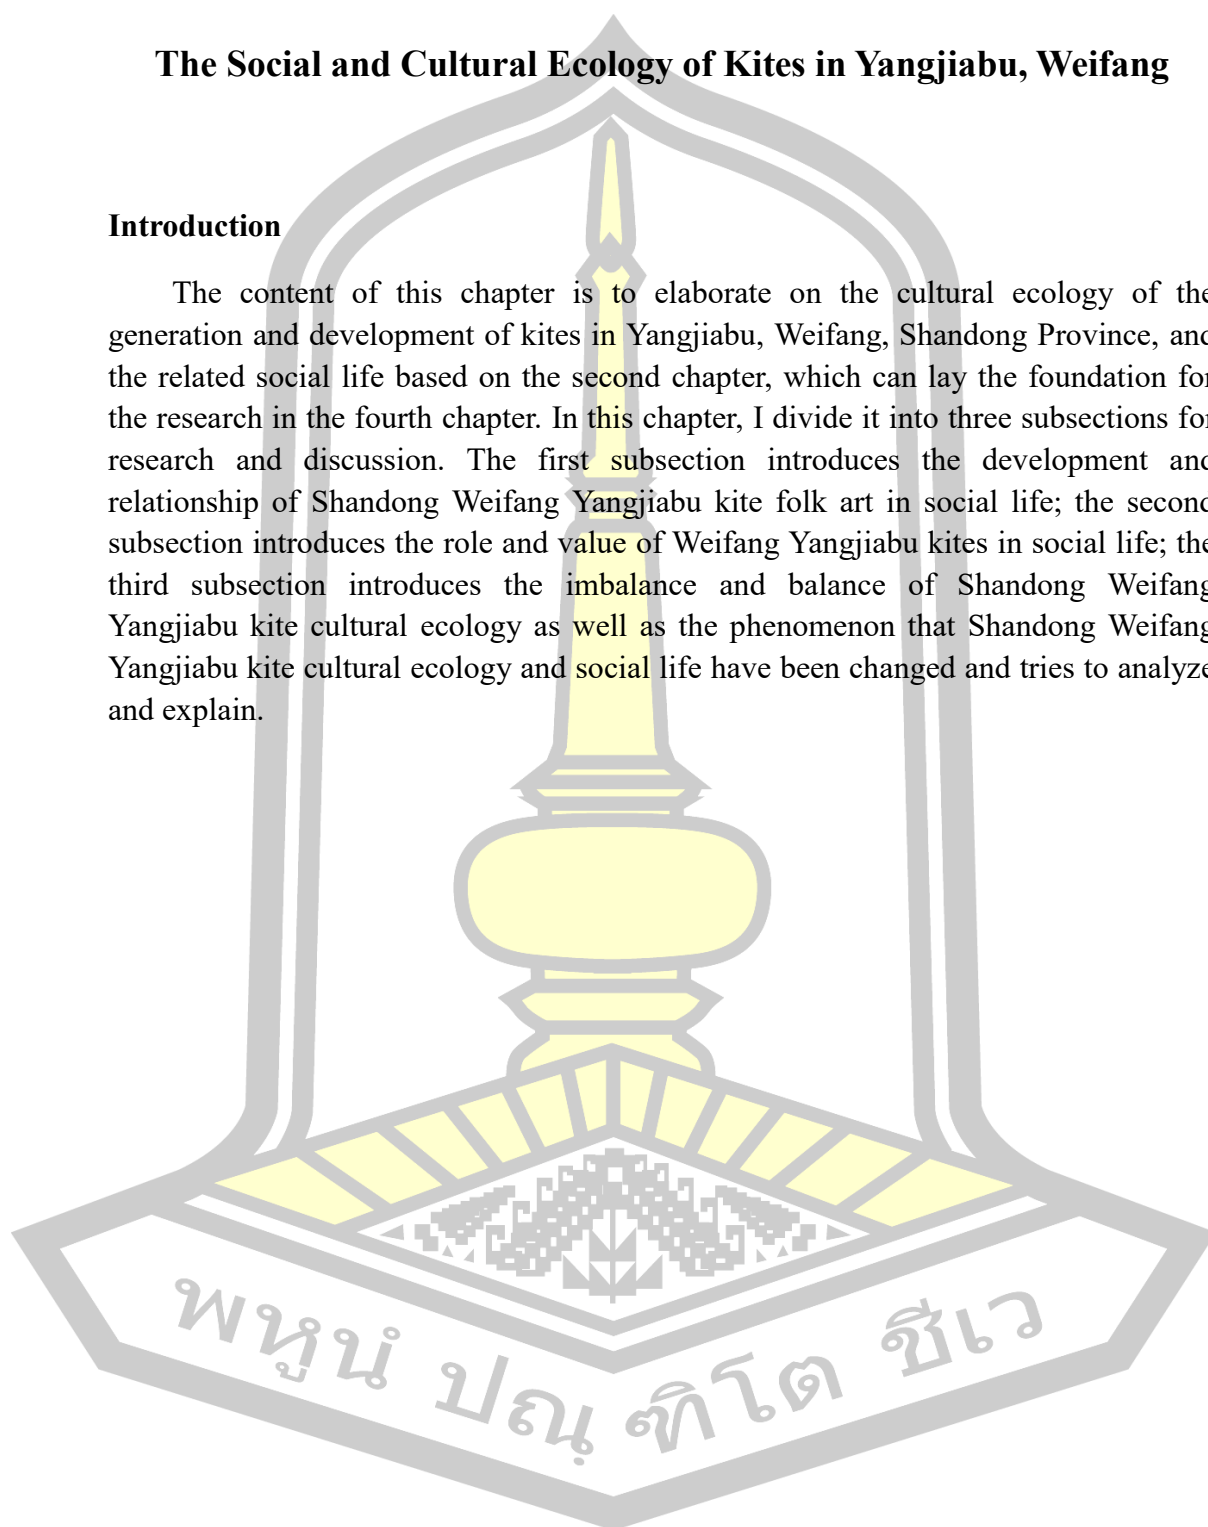 The Social and Cultural Ecology of Kites in Yangjiabu, Weifang
Introduction
The content of this chapter is to elaborate on the cultural ecology of the
generation and development of kites in Yangjiabu, Weifang, Shandong Province, and
the related social life based on the second chapter, which can lay the foundation for
the research in the fourth chapter. In this chapter, I divide it into three subsections for
research and discussion. The first subsection introduces the development and
relationship of Shandong Weifang Yangjiabu kite folk art in social life; the second
subsection introduces the role and value of Weifang Yangjiabu kites in social life; the
third subsection introduces the imbalance and balance of Shandong Weifang
Yangjiabu kite cultural ecology as well as the phenomenon that Shandong Weifang
Yangjiabu kite cultural ecology and social life have been changed and tries to analyze
and explain.
พหูนํ ปณฺฑิโต ชีเว